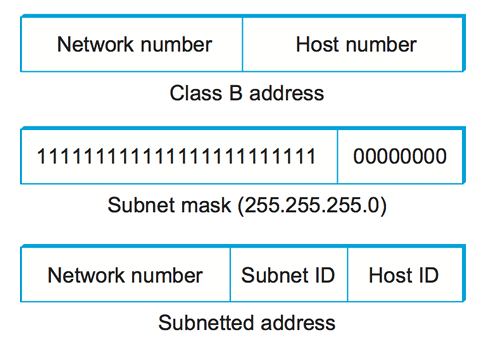 Network number Host number
Class B address
111111111111111111111111 00000000
Subnet mask (255.255.255.0)
Network number Subnet ID Host ID
Subnetted address